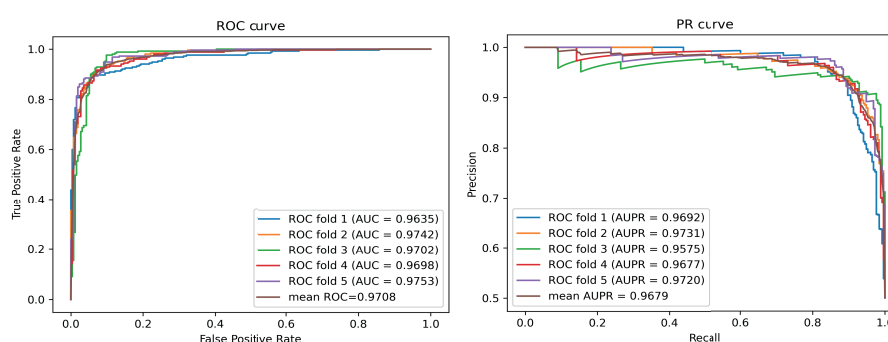 ROC curve
1.0
0.8
0.6
0.4
0.2
0.0
True Positive Rate
ROC fold 1 (AUC = 0.9635)
ROC fold 2 (AUC = 0.9742)
ROC fold 3 (AUC = 0.9702)
ROC fold 4 (AUC = 0.9698)
ROC fold 5 (AUC = 0.9753)
mean ROC=0.9708
0.0 0.2 0.4 0.6 0.8 1.0
False Positive Rate
PR curve
1.0
0.9
0.8
0.7
0.6
0.5
Precision
ROC fold 1 (AUPR = 0.9692)
ROC fold 2 (AUPR = 0.9731)
ROC fold 3 (AUPR = 0.9575)
ROC fold 4 (AUPR = 0.9677)
ROC fold 5 (AUPR = 0.9720)
mean AUPR = 0.9679
0.0 0.2 0.4 0.6 0.8
Recall